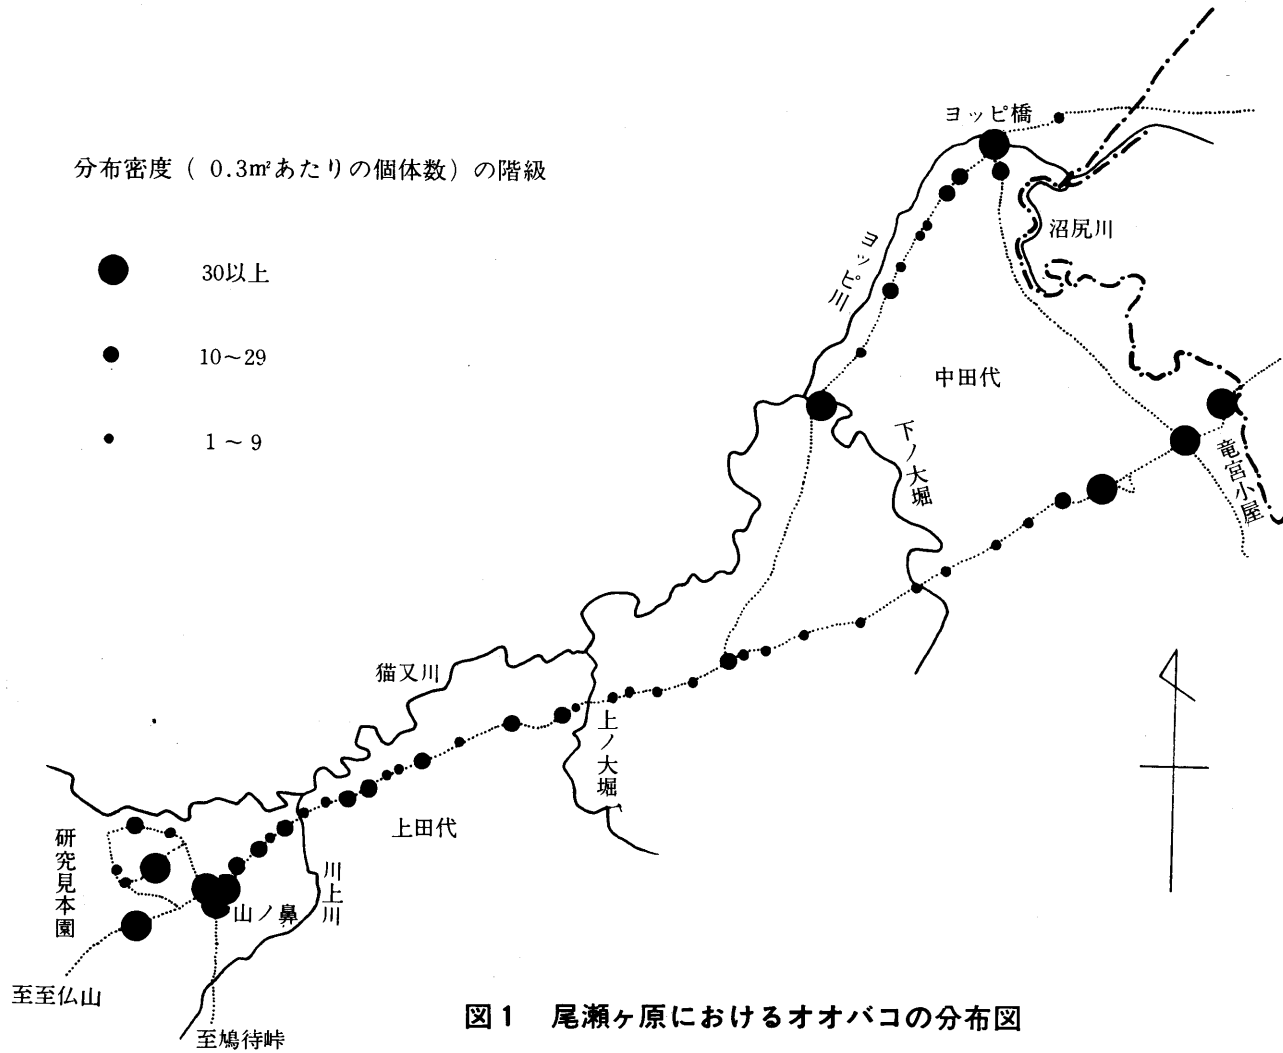 ヨッピ橋
分布密度（ 0.3m²あたりの個体数）の階級
30以上
10～29
1～9
沼尻川
ヨッピ川
中田代
下ノ大堀
竜宮小屋
猫又川
上ノ大堀
上田代
研究見本園
川上川
山ノ鼻
至至仏山
至鳩待峠
図1 尾瀬ヶ原におけるオオバコの分布図